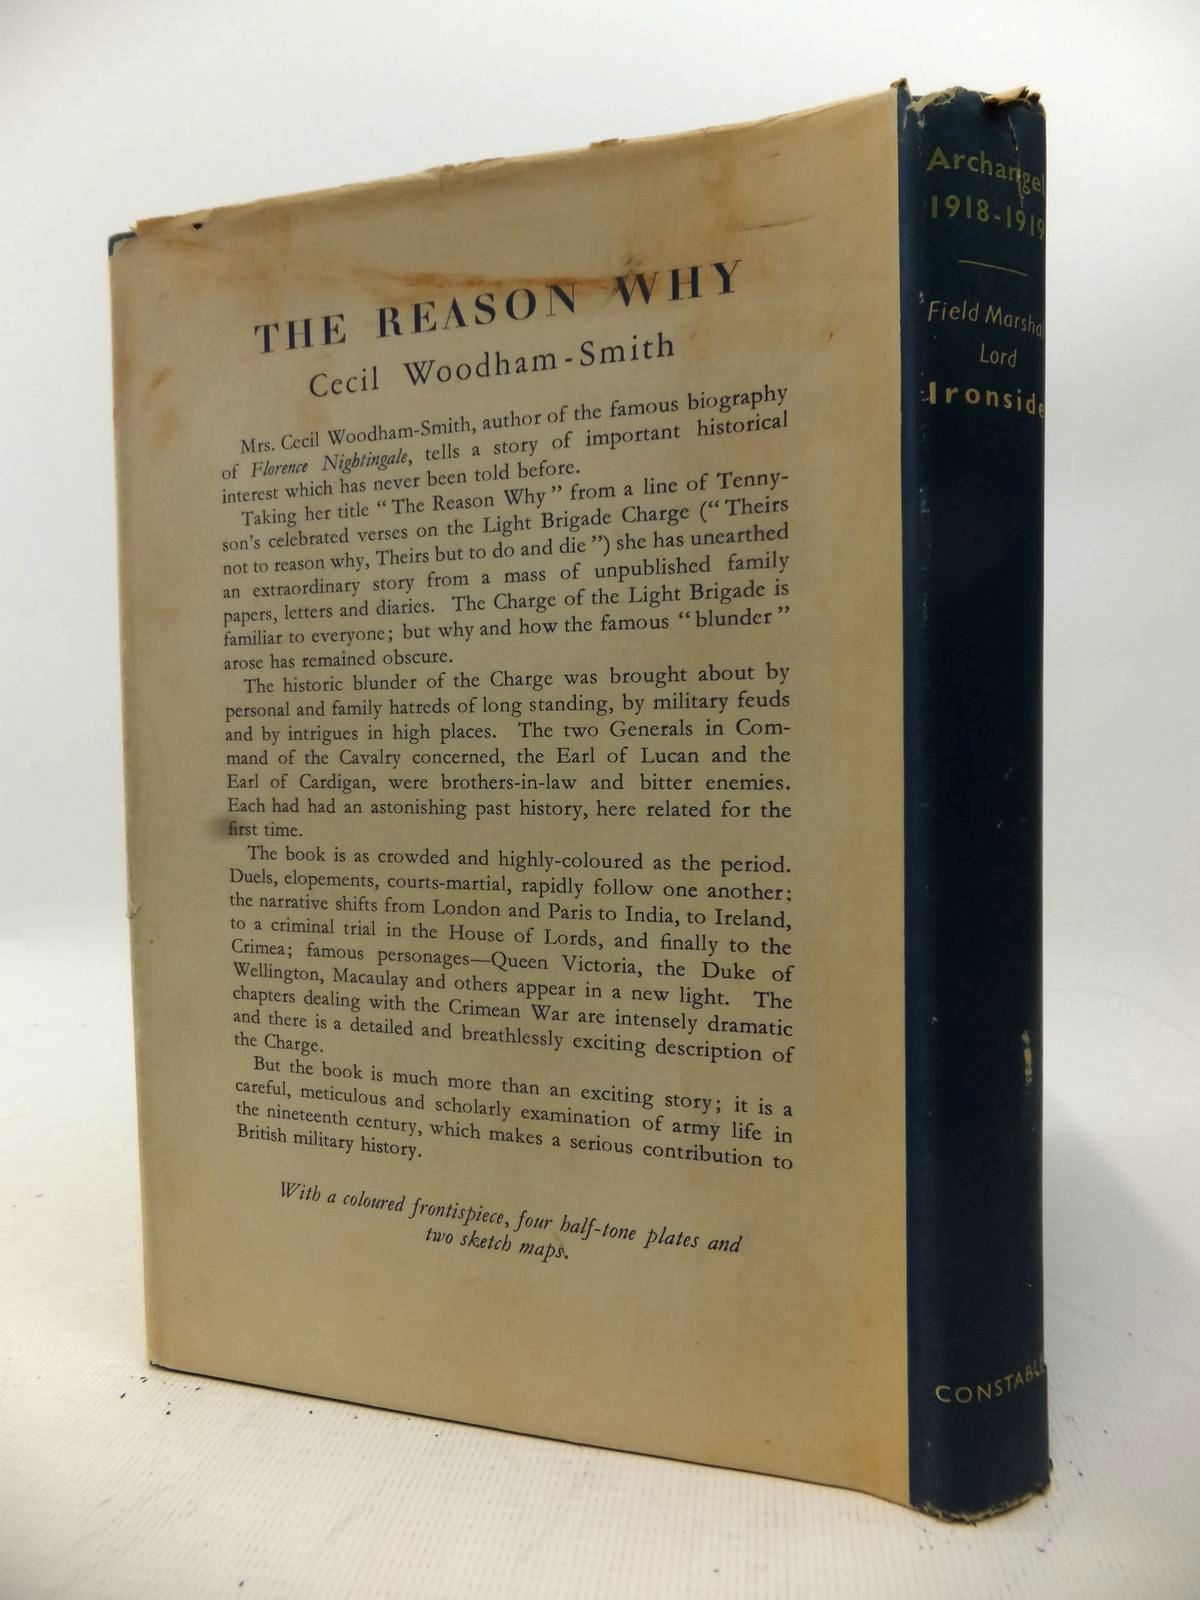 THE REASON WHY
Cecil Woodham-Smith
Mrs. Cecil Woodham-Smith, author of the famous biography
of Florence Nightingale, tells a story of important historical
interest which has never been told before.
Taking her title “The Reason Why” from a line of Tenny-
son's celebrated verses on the Light Brigade Charge (“Theirs
not to reason why, Theirs but to do and die”) she has unearthed
an extraordinary story from a mass of unpublished family
papers, letters and diaries. The Charge of the Light Brigade is
familiar to everyone; but why and how the famous “blunder”
arose has remained obscure.
The historic blunder of the Charge was brought about by
personal and family hatreds of long standing, by military feuds
and by intrigues in high places. The two Generals in Com-
mand of the Cavalry concerned, the Earl of Lucan and the
Earl of Cardigan, were brothers-in-law and bitter enemies.
Each had had an astonishing past history, here related for the
first time.
The book is as crowded and highly-coloured as the period.
Duels, elopements, courts-martial, rapidly follow one another;
the narrative shifts from London and Paris to India, to Ireland,
to a criminal trial in the House of Lords, and finally to the
Crimea; famous personages—Queen Victoria, the Duke of
Wellington, Macaulay and others appear in a new light. The
chapters dealing with the Crimean War are intensely dramatic
and there is a detailed and breathlessly exciting description of
the Charge.
But the book is much more than an exciting story; it is a
careful, meticulous and scholarly examination of army life in
the nineteenth century, which makes a serious contribution to
British military history.
With a coloured frontispiece, four half-tone plates and
two sketch maps.
Archangel
1918-1919
Field Marshal
Lord
Ironside
CONSTABLE